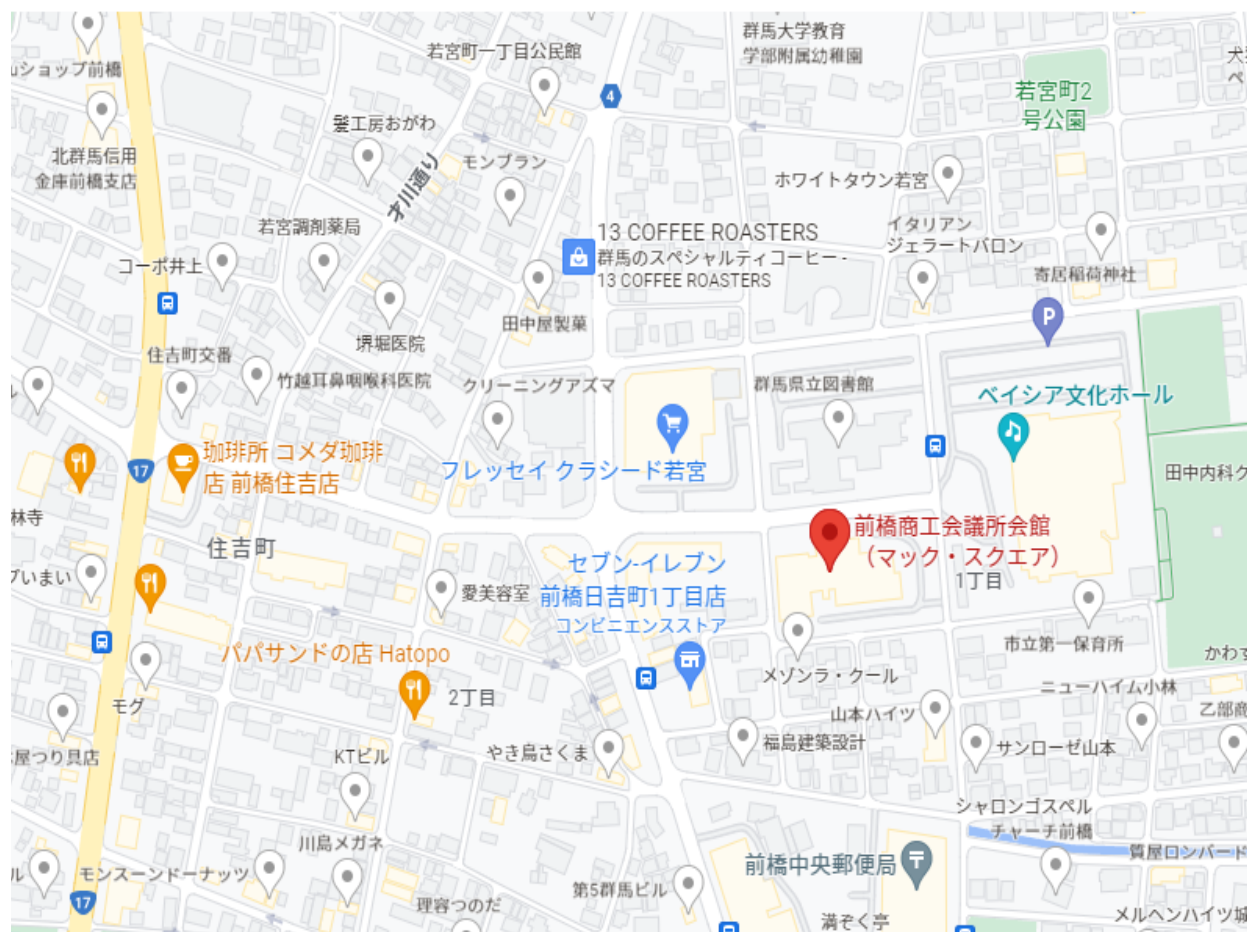 群馬大学教育
学部附属幼稚園
若宮町一丁目公民館
ショップ前橋
若宮町2
号公園
4
髪工房おがわ
北群馬信用
金庫前橋支店
モンブラン
才川通り
ホワイトタウン若宮
若宮調剤薬局
13 COFFEE ROASTERS
群馬のスペシャルティコーヒー -
13 COFFEE ROASTERS
イタリアン
ジェラートバロン
コーポ井上
寄居稲荷神社
P
田中屋製菓
堺堀医院
住吉町交番
竹越耳鼻咽喉科医院
クリーニングアズマ
群馬県立図書館
ベイシア文化ホール
珈琲所 コメダ珈琲
店 前橋住吉店
17
フレッセイ クラシード若宮
田中内科ク
林寺
前橋商工会議所会館
（マック・スクエア）
住吉町
セブン-イレブン
前橋日吉町1丁目店
コンビニエンスストア
1丁目
いまい
愛美容室
市立第一保育所
パパサンドの店 Hatopo
かわす
メゾンラ・クール
ニューハイム小林
モグ
2丁目
山本ハイツ
乙部商
屋つり具店
KTビル
やき鳥さくま
福島建築設計
サンローゼ山本
シャロンゴスペル
チャーチ前橋
川島メガネ
質屋ロンバード
モンスーンドーナッツ
前橋中央郵便局
第5群馬ビル
17
理容つのだ
満ぞく亭
メルヘンハイツ城